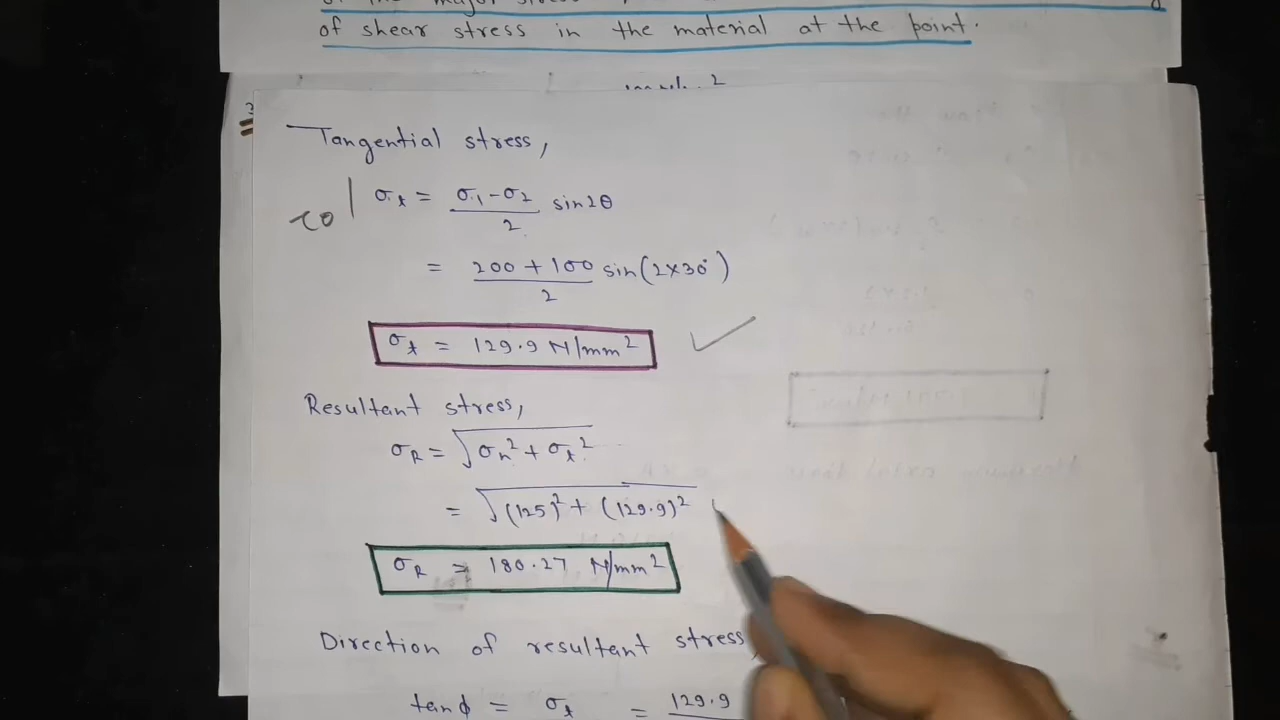 of shear stress in the material at the point.
Tangential stress,
σt = σ1-σ2 / 2 sin2θ
= 200 + 100 / 2 sin(2×30°)
σt = 129.9 N/mm²
Resultant stress,
σR = √σn² + σt²
= √(125)² + (129.9)²
σR = 180.27 N/mm²
Direction of resultant stress,
tanϕ = σt = 129.9